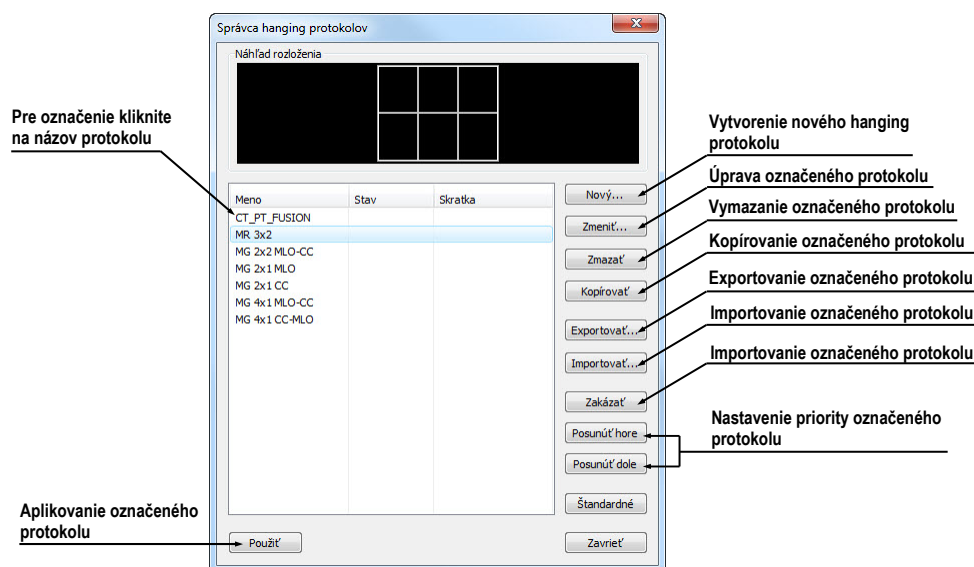 Správca hanging protokolov
Náhľad rozloženia
Pre označenie kliknite
na názov protokolu
Meno Stav Skratka
CT_PT_FUSION
MR 3x2
MG 2x2 MLO-CC
MG 2x1 MLO
MG 2x1 CC
MG 4x1 MLO-CC
MG 4x1 CC-MLO
Nový...
Zmeniť...
Zmazať
Kopírovať
Exportovať...
Importovať...
Zakázať
Posunúť hore
Posunúť dole
Štandardné
Použiť
Zavrieť
Vytvorenie nového hanging
protokolu
Úprava označeného protokolu
Vymazanie označeného protokolu
Kopírovanie označeného protokolu
Exportovanie označeného protokolu
Importovanie označeného protokolu
Importovanie označeného protokolu
Nastavenie priority označeného
protokolu
Aplikovanie označeného
protokolu